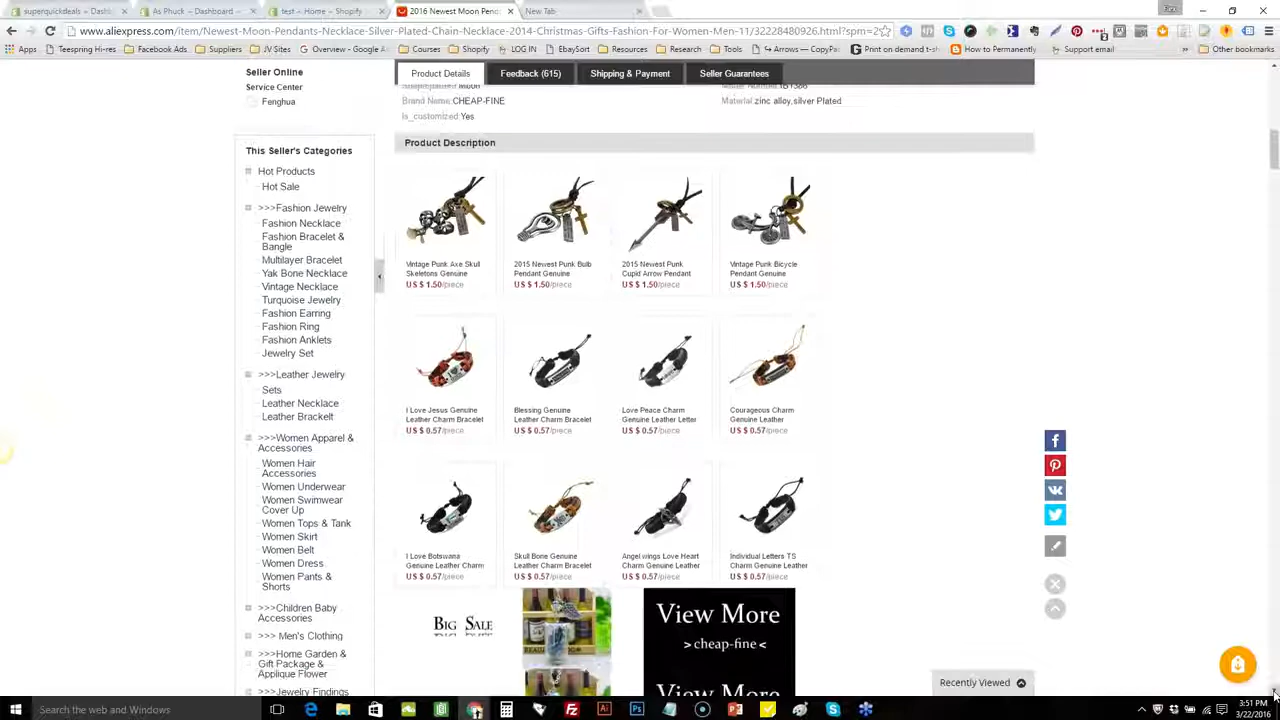 superquickdeals – Dashb
As Phuck – Dashboard –
test – Home – Shopify
2016 Newest Moon Pend
New Tab
www.aliexpress.com/item/Newest-Moon-Pendants-Necklace-Silver-Plated-Chain-Necklace-2014-Christmas-Gifts-Fashion-For-Women-Men-11/32228480926.html?spm=2
Apps
Teespring Hi-res
Facebook Ads
Suppliers
JV Sites
Overview - Google A
Courses
Shopify
LOG IN
EbaySort
Resources
Trello
Other T's
Arrows — CopyPas
Print on demand t-sh
How to Permanently
Support email
Other bookmarks
Seller Online
Service Center
Fenghua
Product Details
Feedback (615)
Shipping & Payment
Seller Guarantees
Brand Name:CHEAP-FINE
Material:zinc alloy,silver Plated
is_customized:Yes
Product Description
This Seller's Categories
Hot Products
Hot Sale
>>>Fashion Jewelry
Fashion Necklace
Fashion Bracelet &
Bangle
Multilayer Bracelet
Yak Bone Necklace
Vintage Necklace
Turquoise Jewelry
Fashion Earring
Fashion Ring
Fashion Anklets
Jewelry Set
>>>Leather Jewelry
Sets
Leather Necklace
Leather Brackelt
>>>Women Apparel &
Accessories
Women Hair
Accessories
Women Underwear
Women Swimwear
Cover Up
Women Tops & Tank
Women Skirt
Women Belt
Women Dress
Women Pants &
Shorts
>>>Children Baby
Accessories
>>> Men's Clothing
>>>Home Garden &
Gift Package &
Applique Flower
>>>Jewelry Findings
Vintage Punk Axe Skull
Skeletons Genuine
US $ 1.50/piece
2015 Newest Punk Bulb
Pendant Genuine
US $ 1.50/piece
2015 Newest Punk
Cupid Arrow Pendant
US $ 1.50/piece
Vintage Punk Bicycle
Pendant Genuine
US $ 1.50/piece
I Love Jesus Genuine
Leather Charm Bracelet
US $ 0.57/piece
Blessing Genuine
Leather Charm Bracelet
US $ 0.57/piece
Love Peace Charm
Genuine Leather Letter
US $ 0.57/piece
Courageous Charm
Genuine Leather
US $ 0.57/piece
I Love Botswana
Genuine Leather Charm
US $ 0.57/piece
Skull Bone Genuine
Leather Charm Bracelet
US $ 0.57/piece
Angel wings Love Heart
Charm Genuine Leather
US $ 0.57/piece
Individual Letters TS
Charm Genuine Leather
US $ 0.57/piece
BIG SALE
View More
>cheap-fine<
View More
Recently Viewed
Search the web and Windows
3:51 PM
3/22/2016